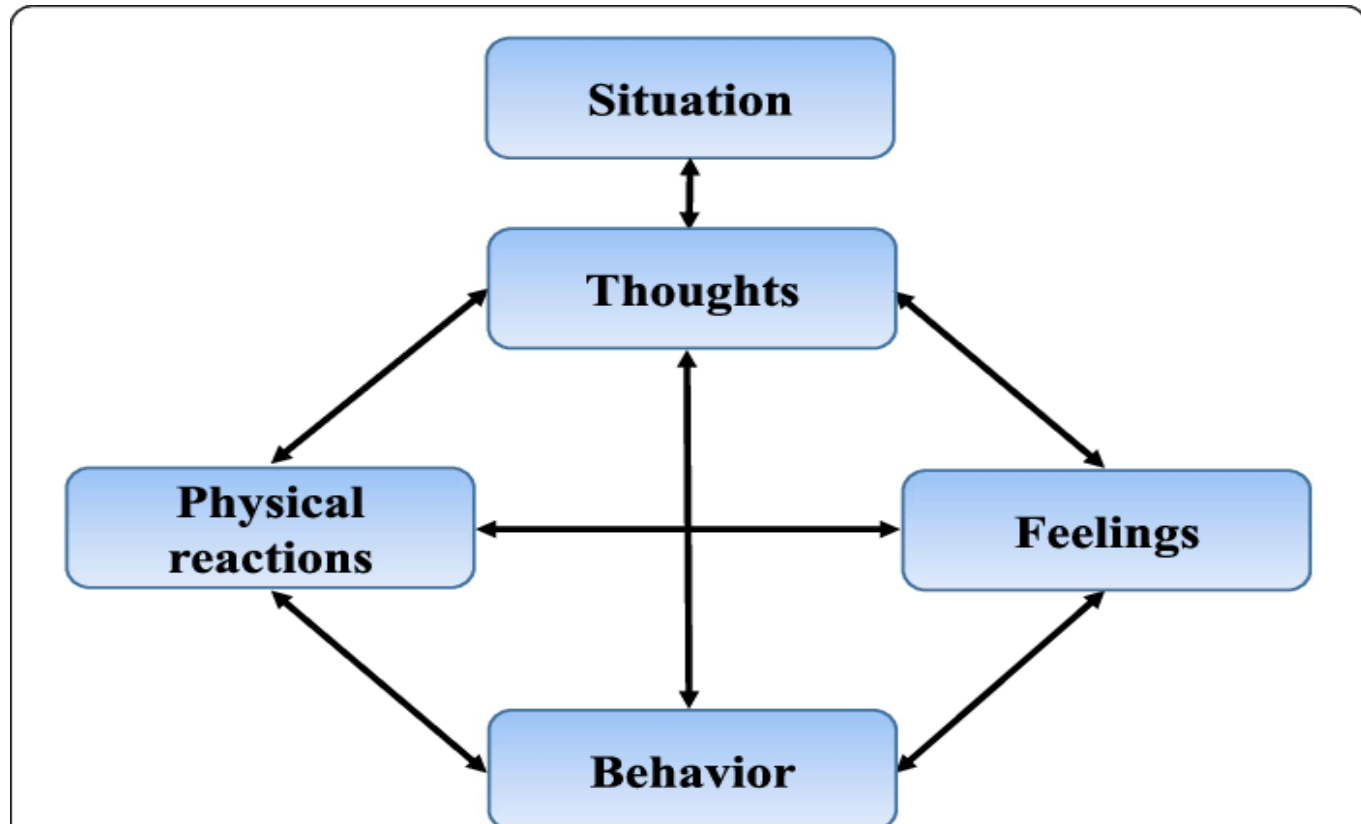 Situation
Thoughts
Physical
reactions
Feelings
Behavior